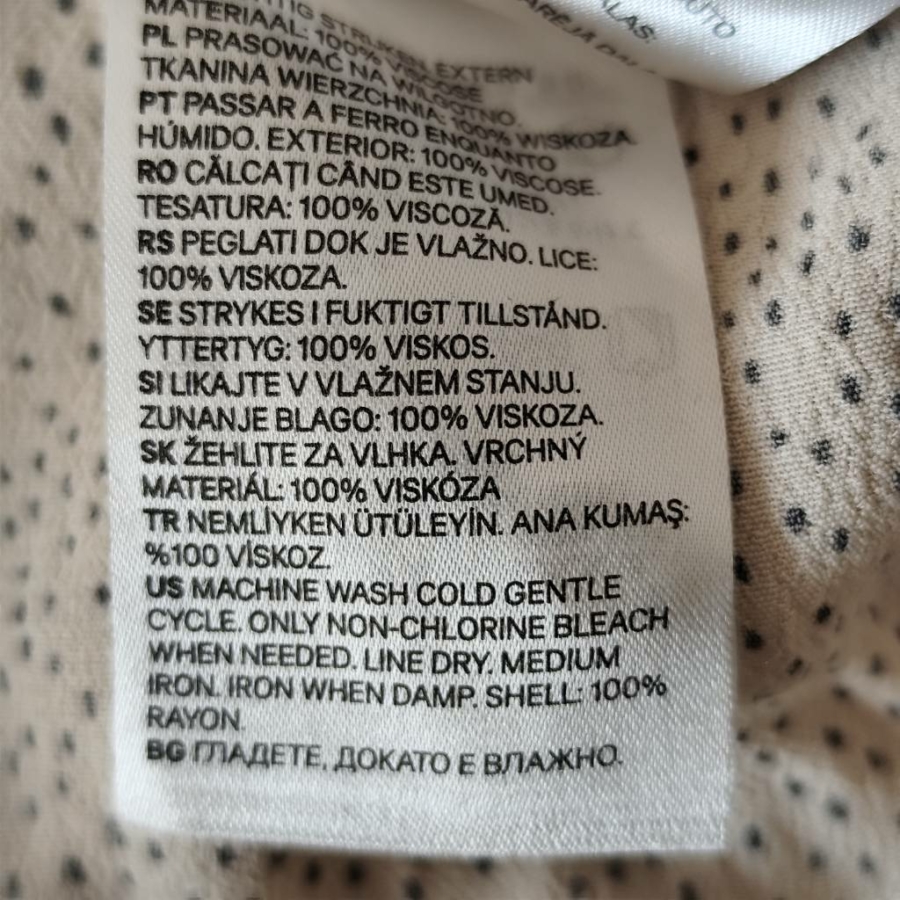 UTO
LAS:
MATERIAAL: 100% VISCOSE
PL PRASOWAĆ NA WILGOTNO.
TKANINA WIERZCHNIA: 100% WISKOZA.
PT PASSAR A FERRO ENQUANTO
HÚMIDO. EXTERIOR: 100% VISCOSE.
RO CĂLCAȚI CÂND ESTE UMED.
TESATURA: 100% VISCOZĂ.
RS PEGLATI DOK JE VLAŽNO. LICE:
100% VISKOZA.
SE STRYKES I FUKTIGT TILLSTÅND.
YTTERTYG: 100% VISKOS.
SI LIKAJTE V VLAŽNEM STANJU.
ZUNANJE BLAGO: 100% VISKOZA.
SK ŽEHLITE ZA VLHKA. VRCHNÝ
MATERIÁL: 100% VISKÓZA
TR NEMLİYKEN ÜTÜLEYİN. ANA KUMAŞ:
%100 VİSKOZ.
US MACHINE WASH COLD GENTLE
CYCLE. ONLY NON-CHLORINE BLEACH
WHEN NEEDED. LINE DRY. MEDIUM
IRON. IRON WHEN DAMP. SHELL: 100%
RAYON.
BG ГЛАДЕТЕ, ДОКАТО Е ВЛАЖНО.